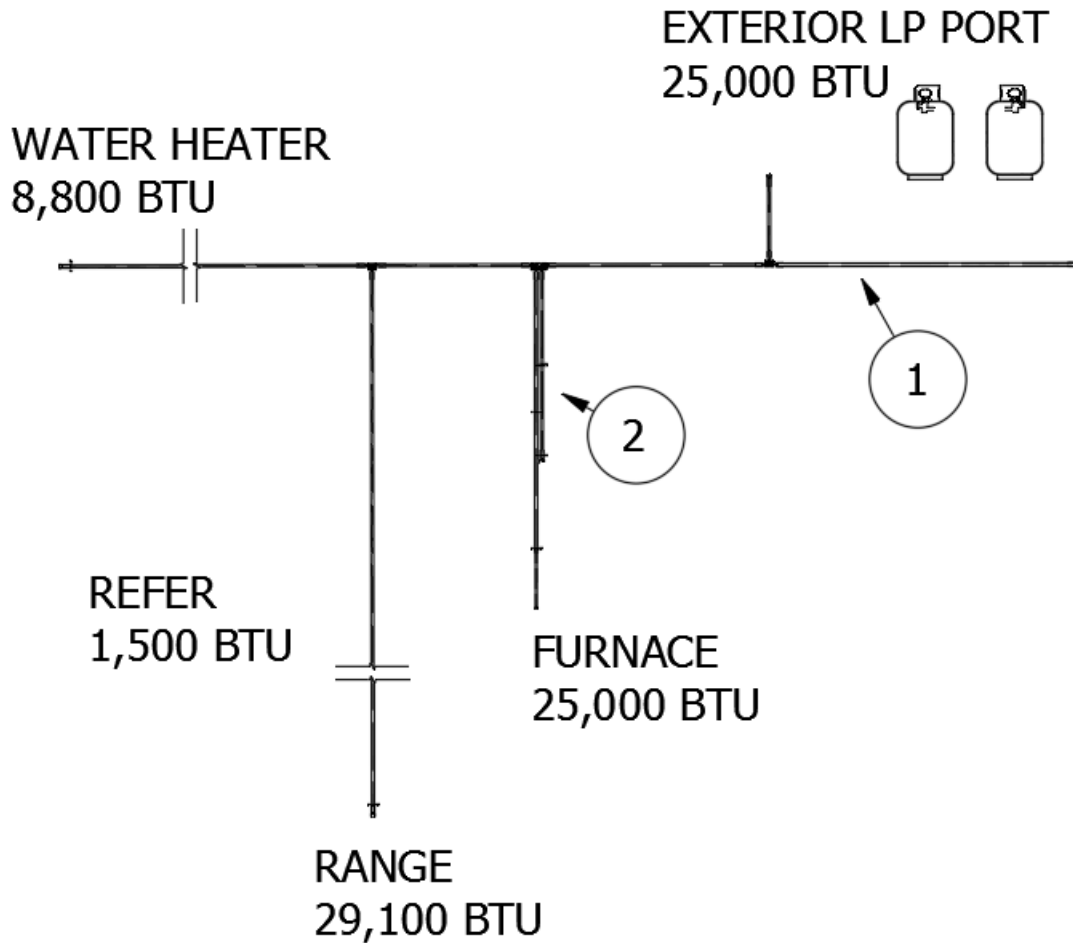 EXTERIOR LP PORT
25,000 BTU
WATER HEATER
8,800 BTU
1
2
REFER
1,500 BTU
FURNACE
25,000 BTU
RANGE
29,100 BTU